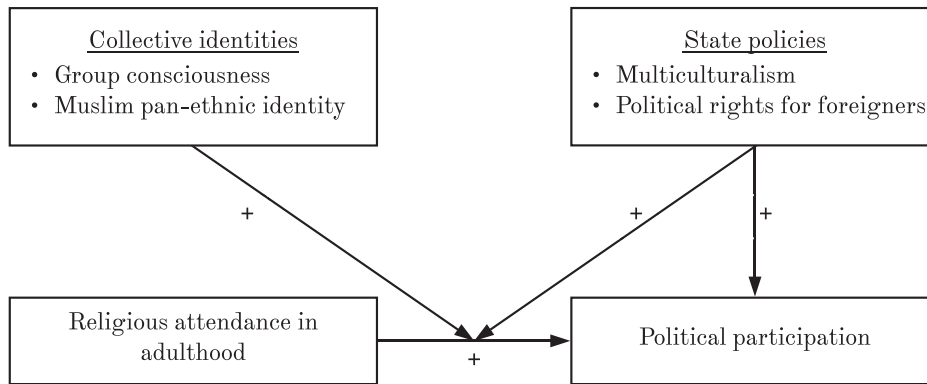 Collective identities
• Group consciousness
• Muslim pan-ethnic identity
State policies
• Multiculturalism
• Political rights for foreigners
+
+
+
Religious attendance in
adulthood
+
Political participation